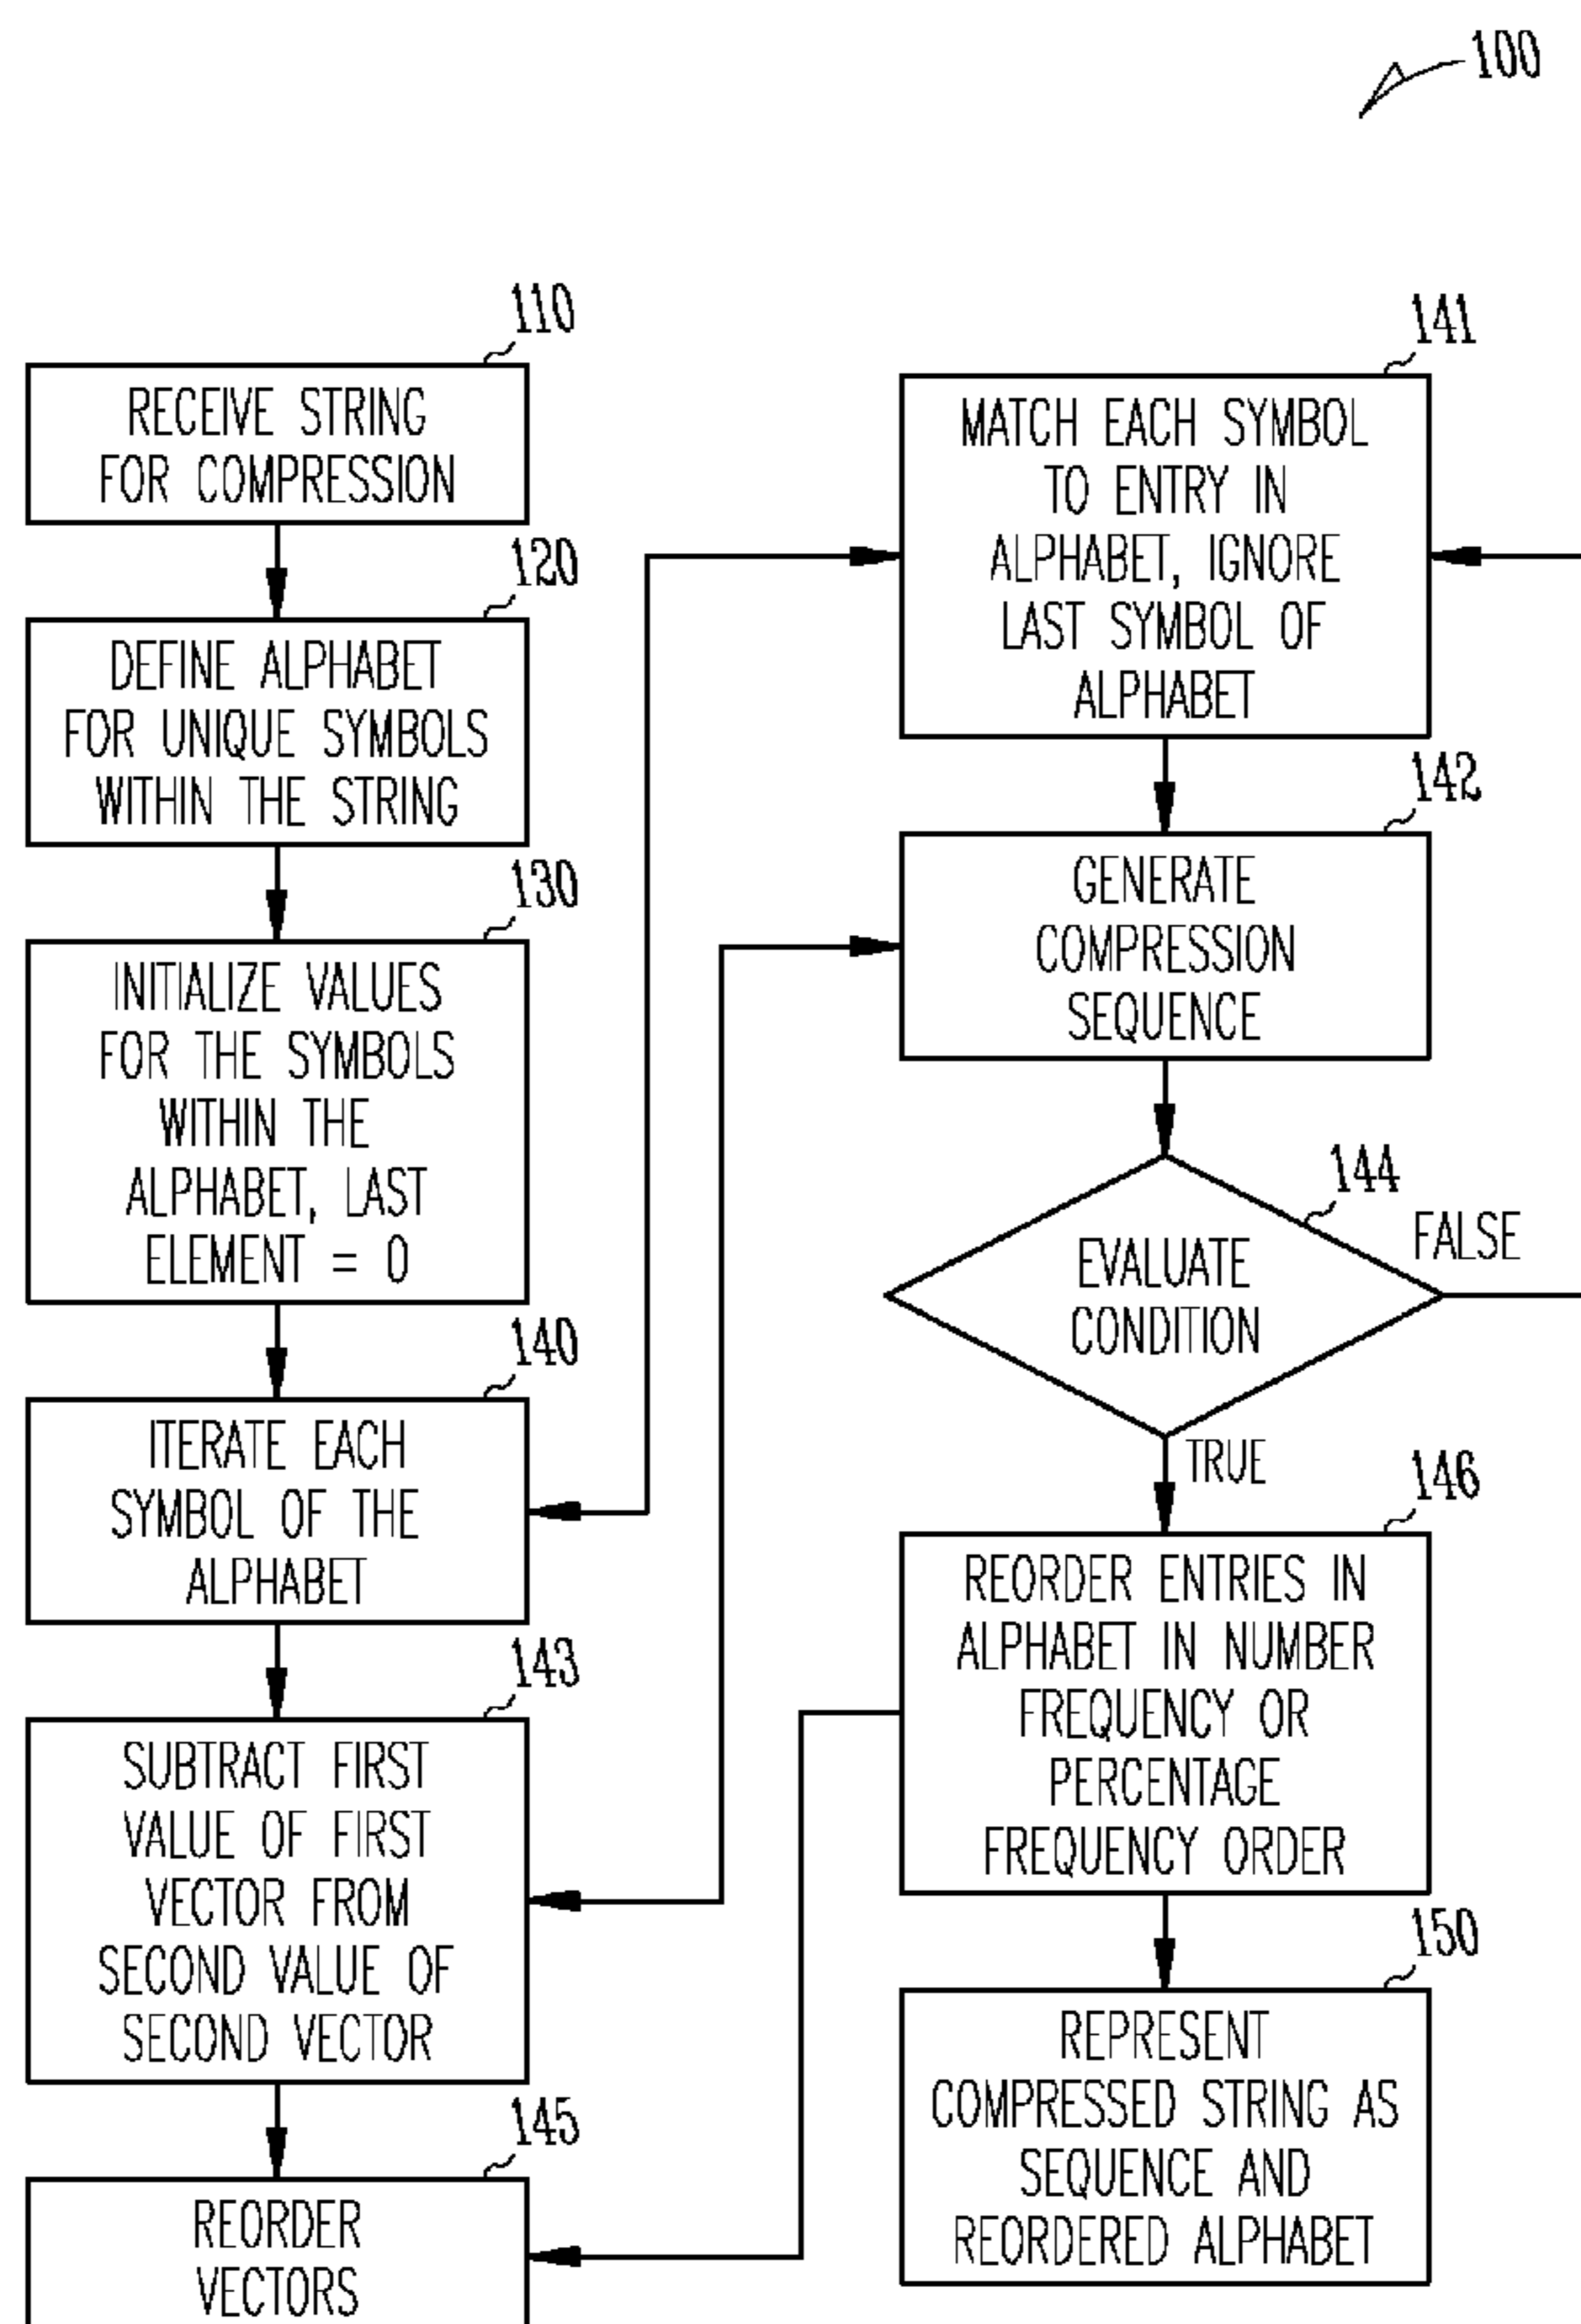 100
110
RECEIVE STRING
FOR COMPRESSION
120
DEFINE ALPHABET
FOR UNIQUE SYMBOLS
WITHIN THE STRING
130
INITIALIZE VALUES
FOR THE SYMBOLS
WITHIN THE
ALPHABET, LAST
ELEMENT = 0
140
ITERATE EACH
SYMBOL OF THE
ALPHABET
143
SUBTRACT FIRST
VALUE OF FIRST
VECTOR FROM
SECOND VALUE OF
SECOND VECTOR
145
REORDER
VECTORS
141
MATCH EACH SYMBOL
TO ENTRY IN
ALPHABET, IGNORE
LAST SYMBOL OF
ALPHABET
142
GENERATE
COMPRESSION
SEQUENCE
144
FALSE
EVALUATE
CONDITION
TRUE
146
REORDER ENTRIES IN
ALPHABET IN NUMBER
FREQUENCY OR
PERCENTAGE
FREQUENCY ORDER
150
REPRESENT
COMPRESSED STRING AS
SEQUENCE AND
REORDERED ALPHABET